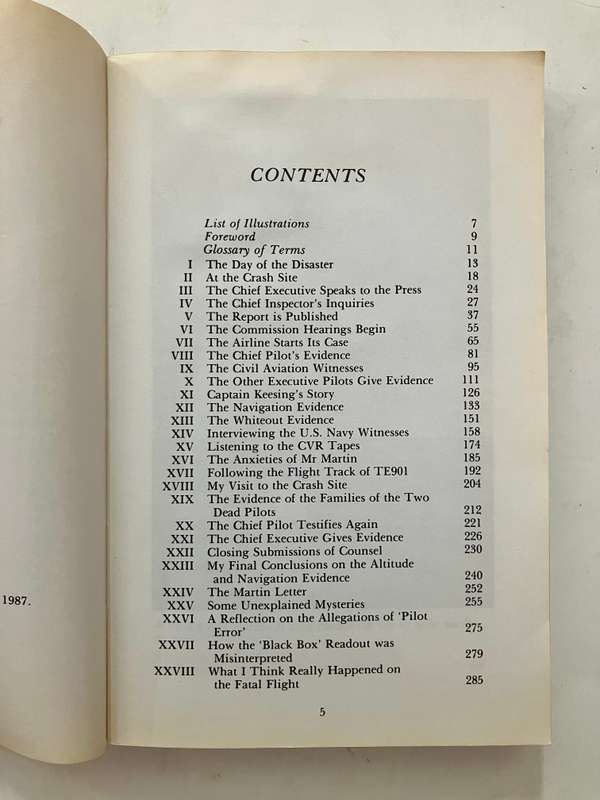 CONTENTS
List of Illustrations 7
Foreword 9
Glossary of Terms 11
I The Day of the Disaster 13
II At the Crash Site 18
III The Chief Executive Speaks to the Press 24
IV The Chief Inspector's Inquiries 27
V The Report is Published 37
VI The Commission Hearings Begin 55
VII The Airline Starts Its Case 65
VIII The Chief Pilot's Evidence 81
IX The Civil Aviation Witnesses 95
X The Other Executive Pilots Give Evidence 111
XI Captain Keesing's Story 126
XII The Navigation Evidence 133
XIII The Whiteout Evidence 151
XIV Interviewing the U.S. Navy Witnesses 158
XV Listening to the CVR Tapes 174
XVI The Anxieties of Mr Martin 185
XVII Following the Flight Track of TE901 192
XVIII My Visit to the Crash Site 204
XIX The Evidence of the Families of the Two
Dead Pilots 212
XX The Chief Pilot Testifies Again 221
XXI The Chief Executive Gives Evidence 226
XXII Closing Submissions of Counsel 230
XXIII My Final Conclusions on the Altitude
and Navigation Evidence 240
XXIV The Martin Letter 252
XXV Some Unexplained Mysteries 255
XXVI A Reflection on the Allegations of 'Pilot
Error' 275
XXVII How the 'Black Box' Readout was
Misinterpreted 279
XXVIII What I Think Really Happened on
the Fatal Flight 285
5
1987.